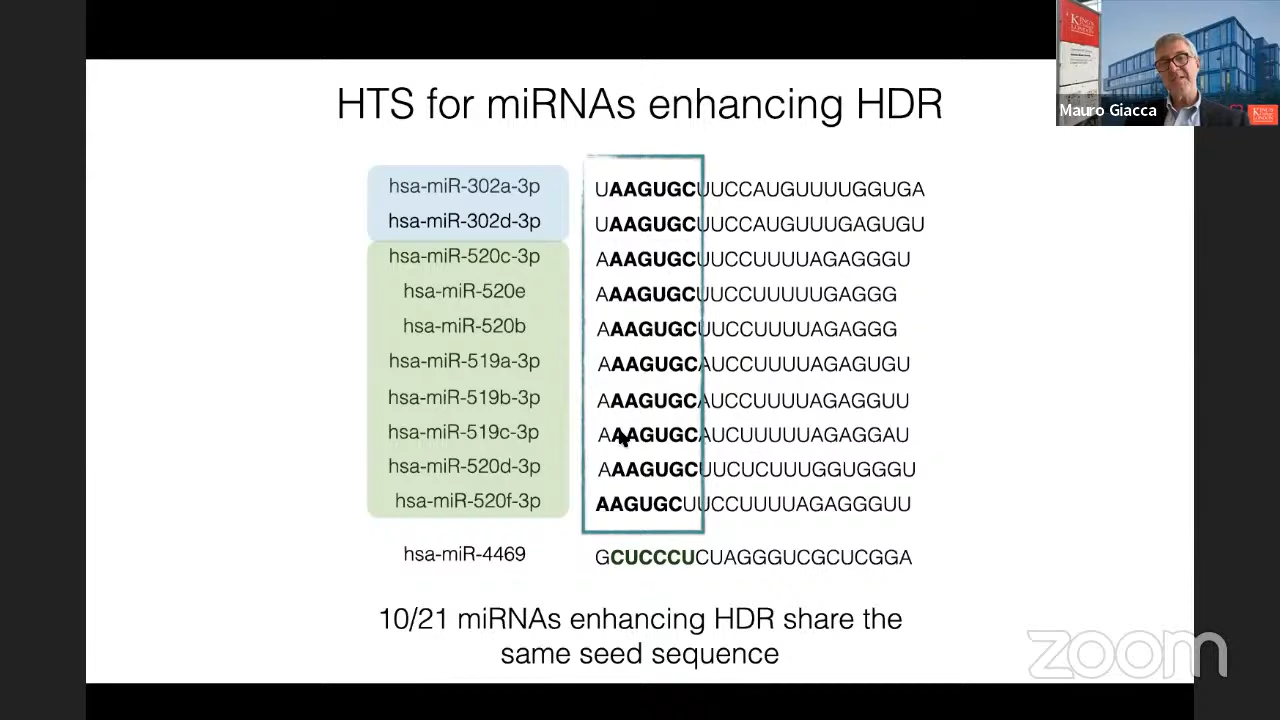 HTS for miRNAs enhancing HDR
hsa-miR-302a-3p UAAGUGCUUCCAUGUUUUGGUGA
hsa-miR-302d-3p UAAGUGCUUCCAUGUUUGAGUGU
hsa-miR-520c-3p AAAGUGCUUCCUUUUAGAGGGU
hsa-miR-520e AAAGUGCUUCCUUUUUGAGGG
hsa-miR-520b AAAGUGCUUCCUUUUAGAGGG
hsa-miR-519a-3p AAAGUGCAUCCUUUUAGAGUGU
hsa-miR-519b-3p AAAGUGCAUCCUUUUAGAGGUU
hsa-miR-519c-3p AAAGUGCAUCUUUUUAGAGGAU
hsa-miR-520d-3p AAAGUGCUUCUCUUUGGUGGGU
hsa-miR-520f-3p AAGUGCUUCCUUUUAGAGGGUU
hsa-miR-4469 GCUCCCUCUAGGGUCGCUCGGA
10/21 miRNAs enhancing HDR share the
same seed sequence
Mauro Giacca
zoom